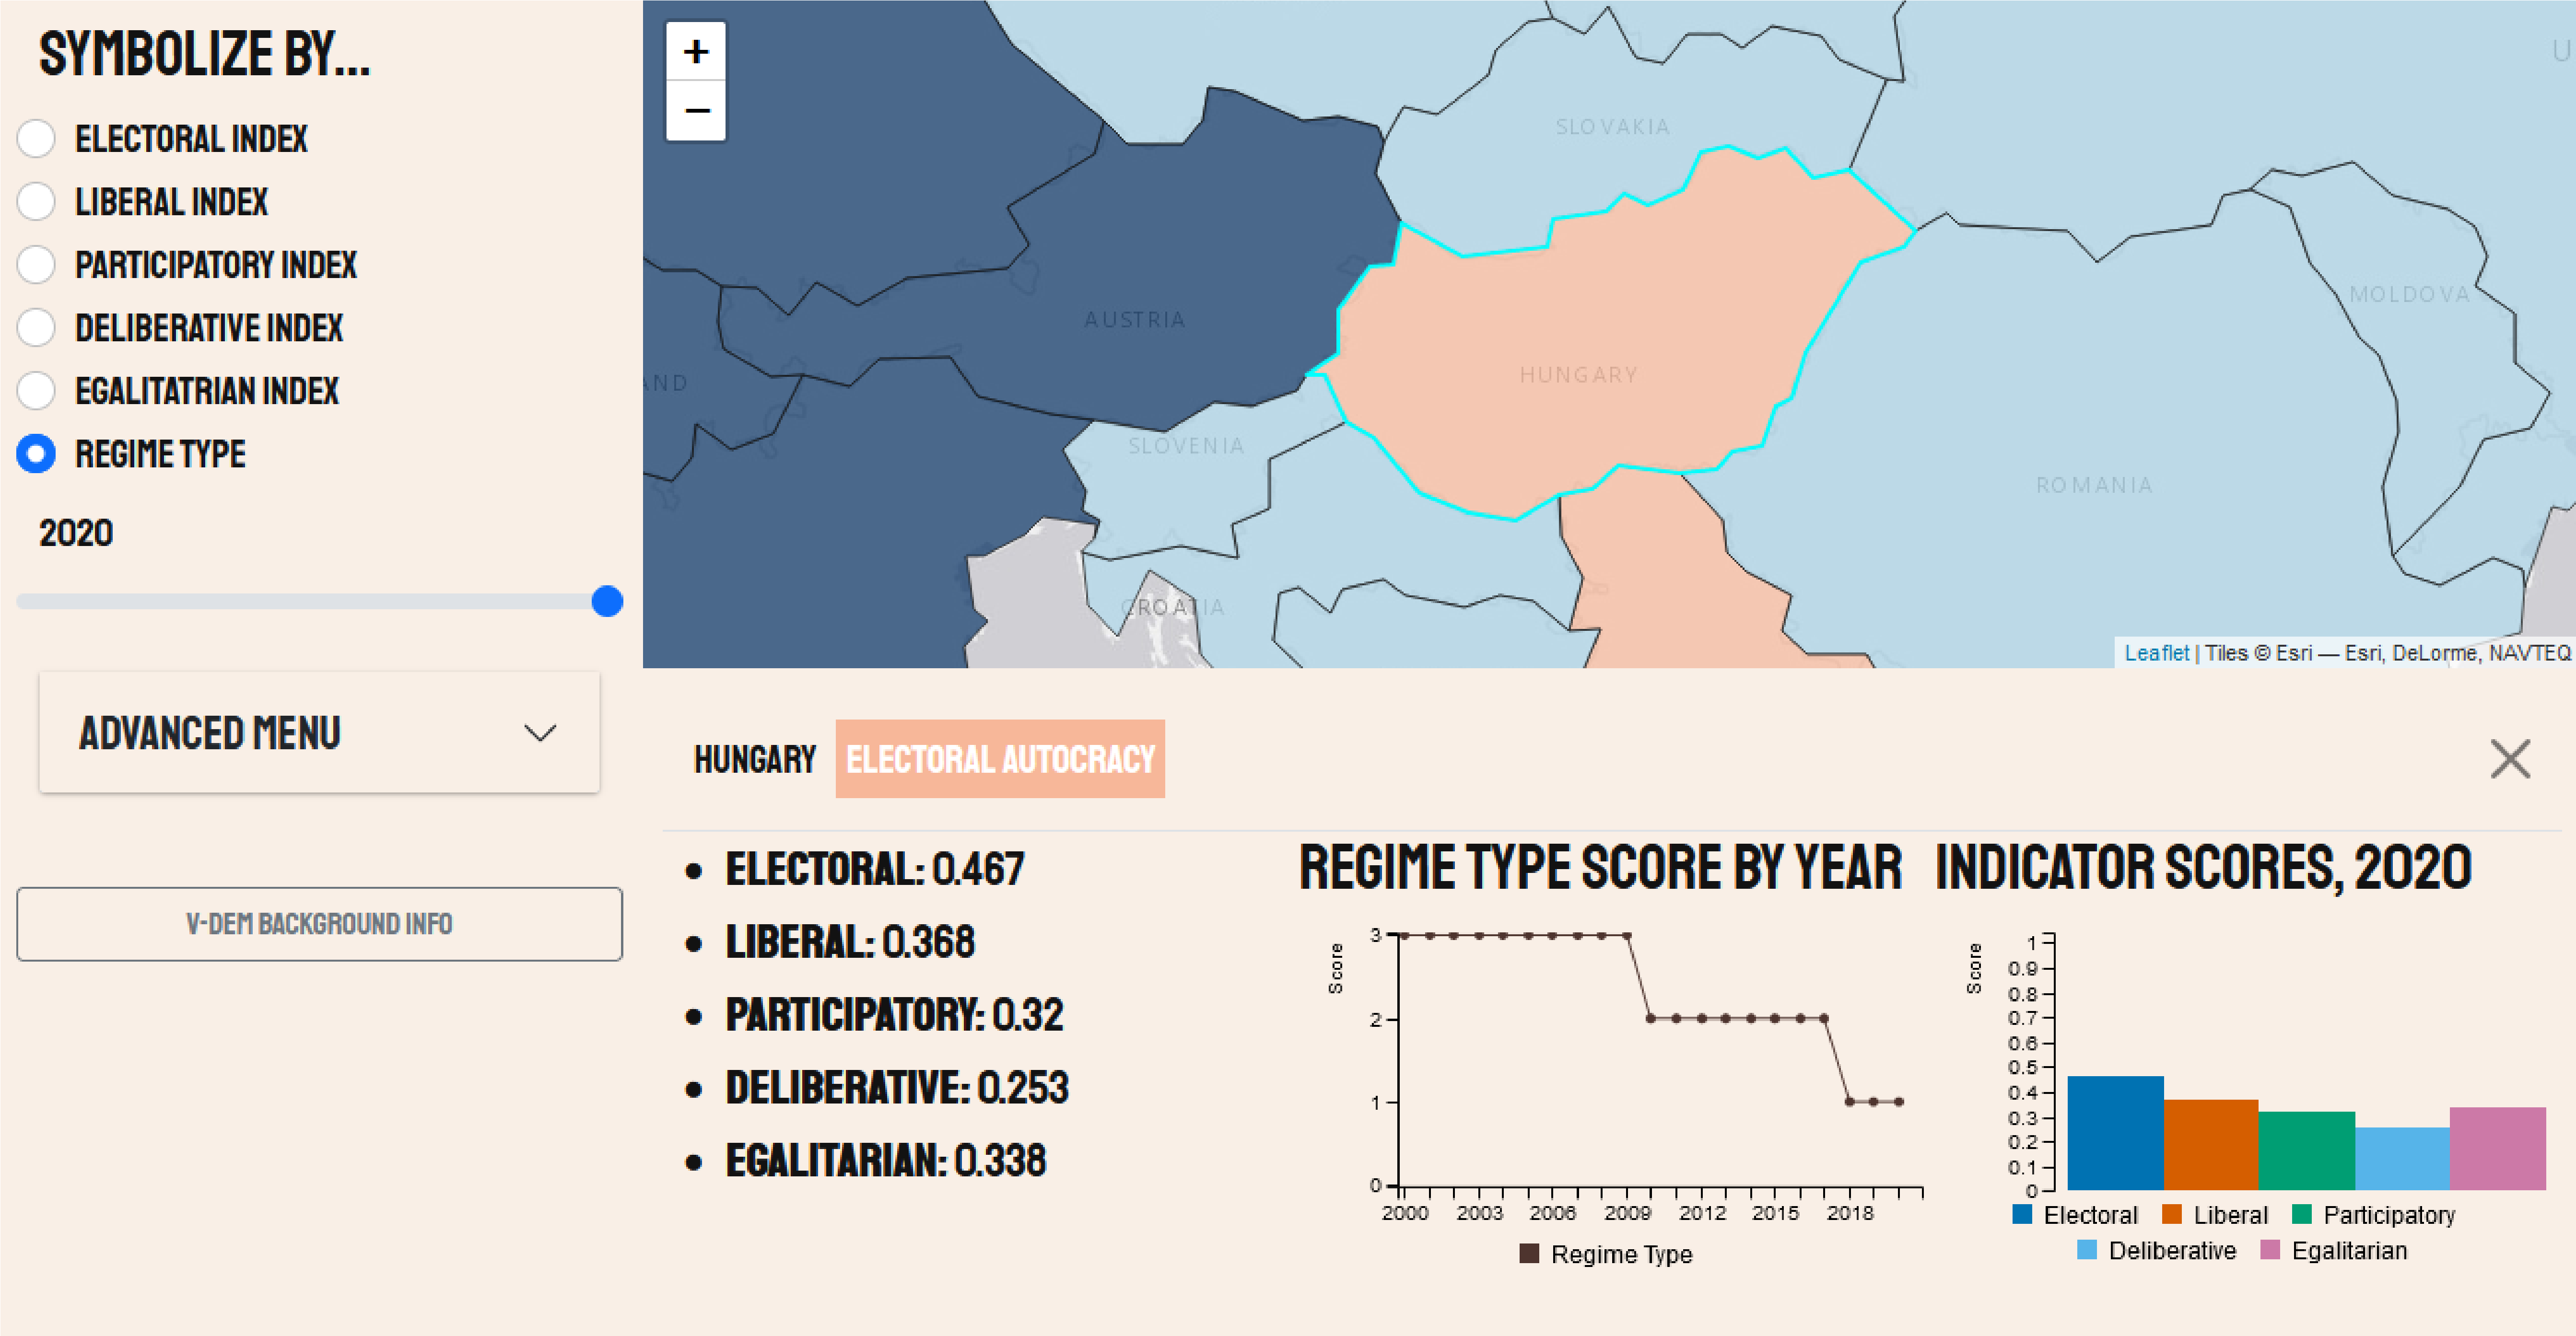 SYMBOLIZE BY...
ELECTORAL INDEX
LIBERAL INDEX
PARTICIPATORY INDEX
DELIBERATIVE INDEX
EGALITATRIAN INDEX
REGIME TYPE
2020
ADVANCED MENU
V-DEM BACKGROUND INFO
+
−
U
SLOVAKIA
MOLDOVA
AUSTRIA
HUNGARY
AND
SLOVENIA
ROMANIA
CROATIA
Leaflet | Tiles © Esri — Esri, DeLorme, NAVTEQ
HUNGARY ELECTORAL AUTOCRACY
• ELECTORAL: 0.467
• LIBERAL: 0.368
• PARTICIPATORY: 0.32
• DELIBERATIVE: 0.253
• EGALITARIAN: 0.338
REGIME TYPE SCORE BY YEAR
Score
3
2
1
0
2000 2003 2006 2009 2012 2015 2018
Regime Type
INDICATOR SCORES, 2020
Score
1
0.9
0.8
0.7
0.6
0.5
0.4
0.3
0.2
0.1
0
Electoral Liberal Participatory
Deliberative Egalitarian